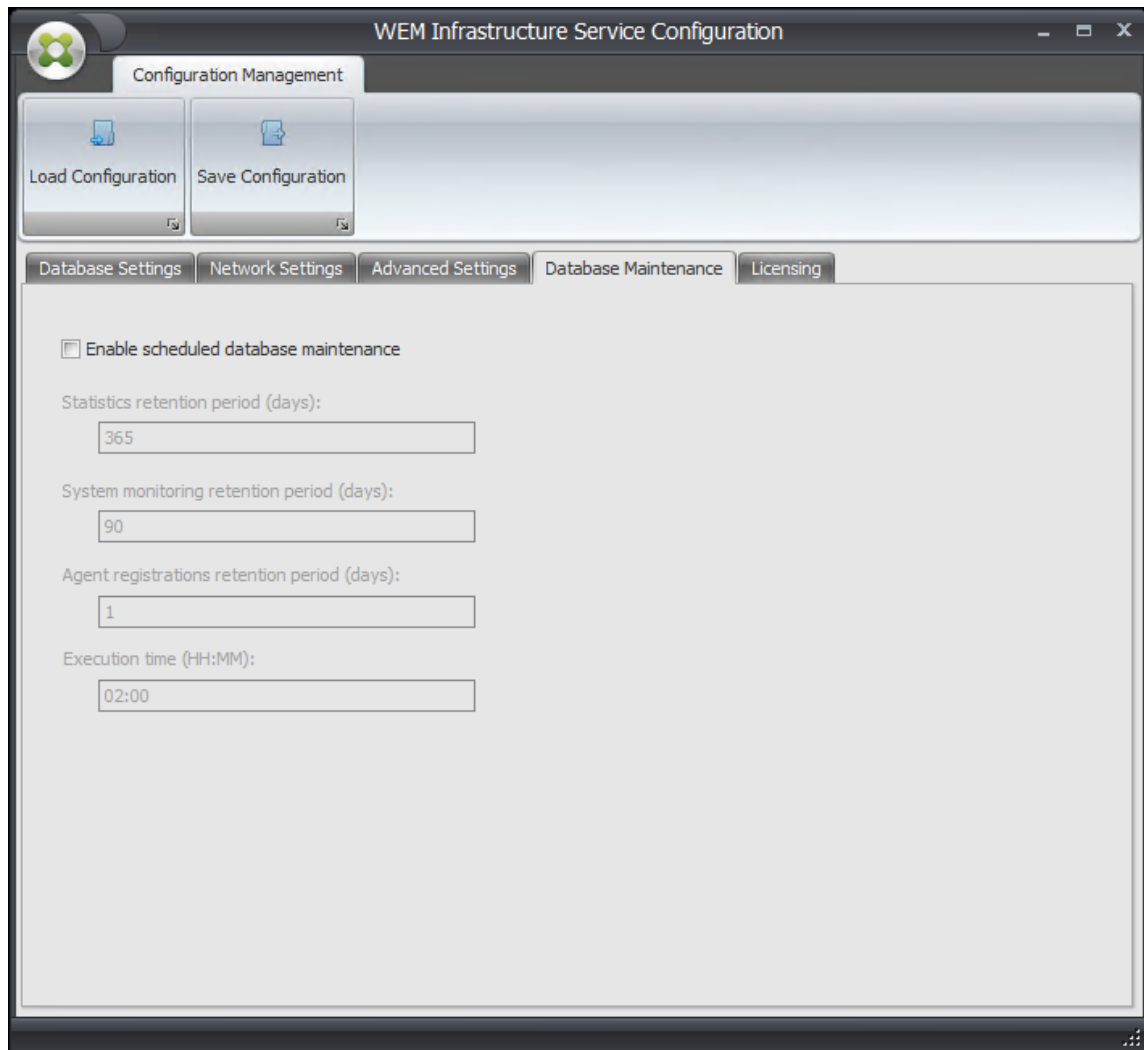 WEM Infrastructure Service Configuration
Configuration Management
Load Configuration
Save Configuration
Database Settings
Network Settings
Advanced Settings
Database Maintenance
Licensing
Enable scheduled database maintenance
Statistics retention period (days):
365
System monitoring retention period (days):
90
Agent registrations retention period (days):
1
Execution time (HH:MM):
02:00